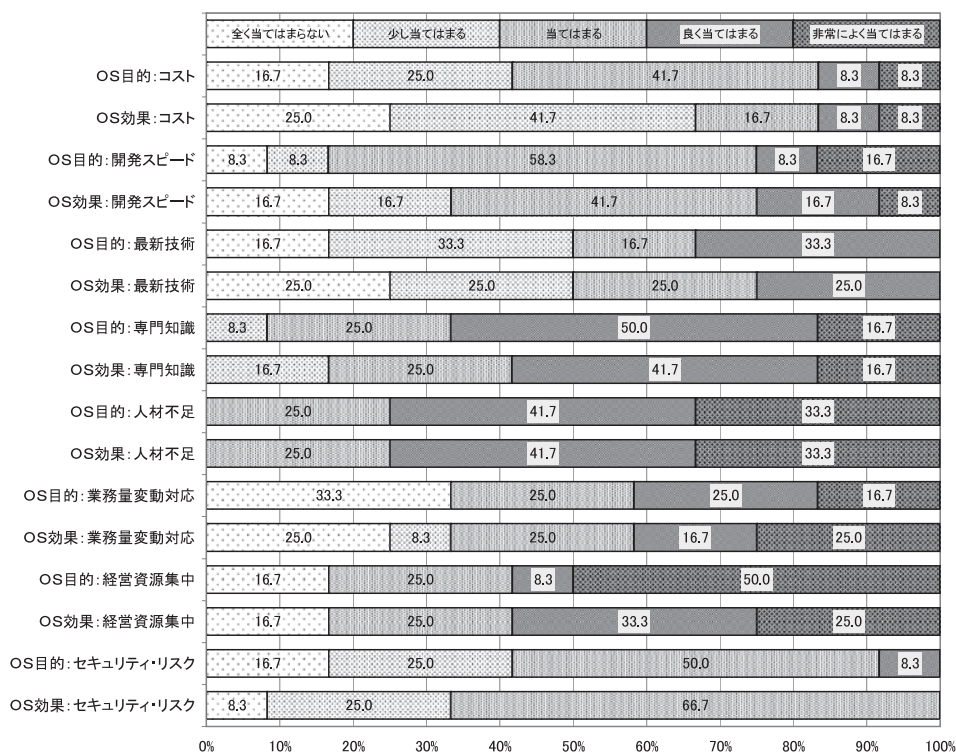 全く当てはまらない 少し当てはまる 当てはまる 良く当てはまる 非常によく当てはまる
OS目的:コスト 16.7 25.0 41.7 8.3 8.3
OS効果:コスト 25.0 41.7 16.7 8.3 8.3
OS目的:開発スピード 8.3 8.3 58.3 8.3 16.7
OS効果:開発スピード 16.7 16.7 41.7 16.7 8.3
OS目的:最新技術 16.7 33.3 16.7 33.3
OS効果:最新技術 25.0 25.0 25.0 25.0
OS目的:専門知識 8.3 25.0 50.0 16.7
OS効果:専門知識 16.7 25.0 41.7 16.7
OS目的:人材不足 25.0 41.7 33.3
OS効果:人材不足 25.0 41.7 33.3
OS目的:業務量変動対応 33.3 25.0 25.0 16.7
OS効果:業務量変動対応 25.0 8.3 25.0 16.7 25.0
OS目的:経営資源集中 16.7 25.0 8.3 50.0
OS効果:経営資源集中 16.7 25.0 33.3 25.0
OS目的:セキュリティ・リスク 16.7 25.0 50.0 8.3
OS効果:セキュリティ・リスク 8.3 25.0 66.7
0% 10% 20% 30% 40% 50% 60% 70% 80% 90% 100%